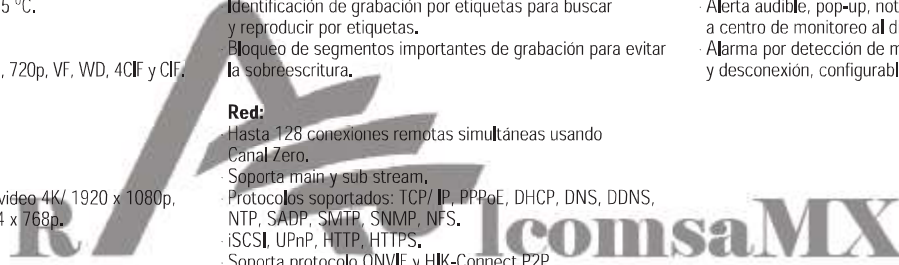 5 °C.
, 720p, VF, WD, 4CIF y CIF.
video 4K/ 1920 x 1080p,
4 x 768p.
Identificación de grabación por etiquetas para buscar
y reproducir por etiquetas.
· Bloqueo de segmentos importantes de grabación para evitar
la sobreescritura.
Red:
· Hasta 128 conexiones remotas simultáneas usando
Canal Zero.
· Soporta main y sub stream.
· Protocolos soportados: TCP/ IP, PPPoE, DHCP, DNS, DDNS,
NTP, SADP, SMTP, SNMP, NFS.
· iSCSI, UPnP, HTTP, HTTPS.
· Soporta protocolo ONVIF y HIK-Connect P2P
· Alerta audible, pop-up, not
a centro de monitoreo al d
· Alarma por detección de m
y desconexión, configurabl
R lcomsaMX